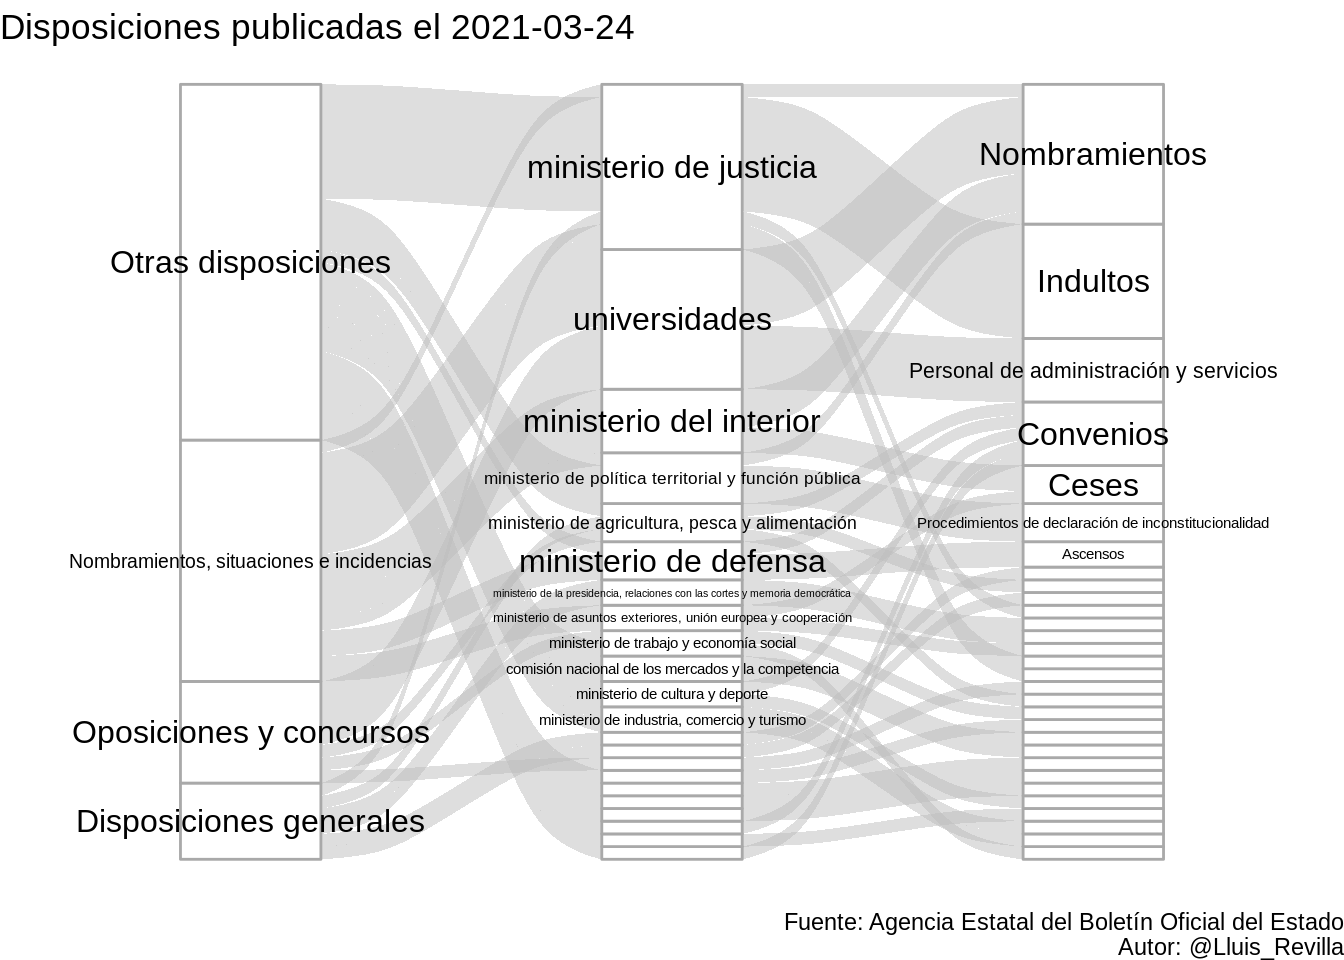 Disposiciones publicadas el 2021-03-24
Otras disposiciones
Nombramientos, situaciones e incidencias
Oposiciones y concursos
Disposiciones generales
ministerio de justicia
universidades
ministerio del interior
ministerio de política territorial y función pública
ministerio de agricultura, pesca y alimentación
ministerio de defensa
ministerio de la presidencia, relaciones con las cortes y memoria democrática
ministerio de asuntos exteriores, unión europea y cooperación
ministerio de trabajo y economía social
comisión nacional de los mercados y la competencia
ministerio de cultura y deporte
ministerio de industria, comercio y turismo
Nombramientos
Indultos
Personal de administración y servicios
Convenios
Ceses
Procedimientos de declaración de inconstitucionalidad
Ascensos
Fuente: Agencia Estatal del Boletín Oficial del Estado
Autor: @Lluis_Revilla